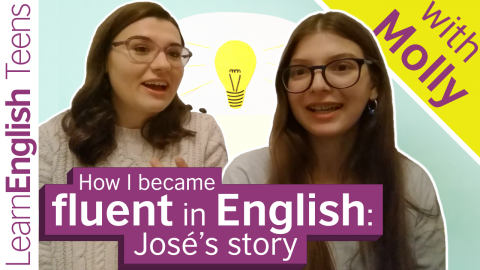 LearnEnglish Teens
with
Molly
How I became
fluent in English:
José's story